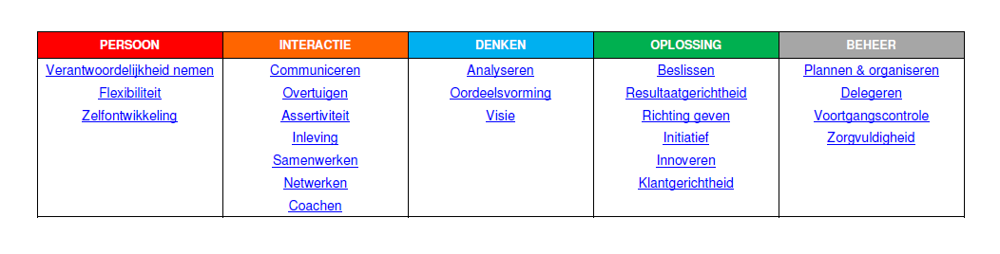 PERSOON INTERACTIE DENKEN OPLOSSING BEHEER
Verantwoordelijkheid nemen Communiceren Analyseren Beslissen Plannen & organiseren
Flexibiliteit Overtuigen Oordeelsvorming Resultaatgerichtheid Delegeren
Zelfontwikkeling Assertiviteit Visie Richting geven Voortgangscontrole
Inleving Initiatief Zorgvuldigheid
Samenwerken Innoveren
Netwerken Klantgerichtheid
Coachen